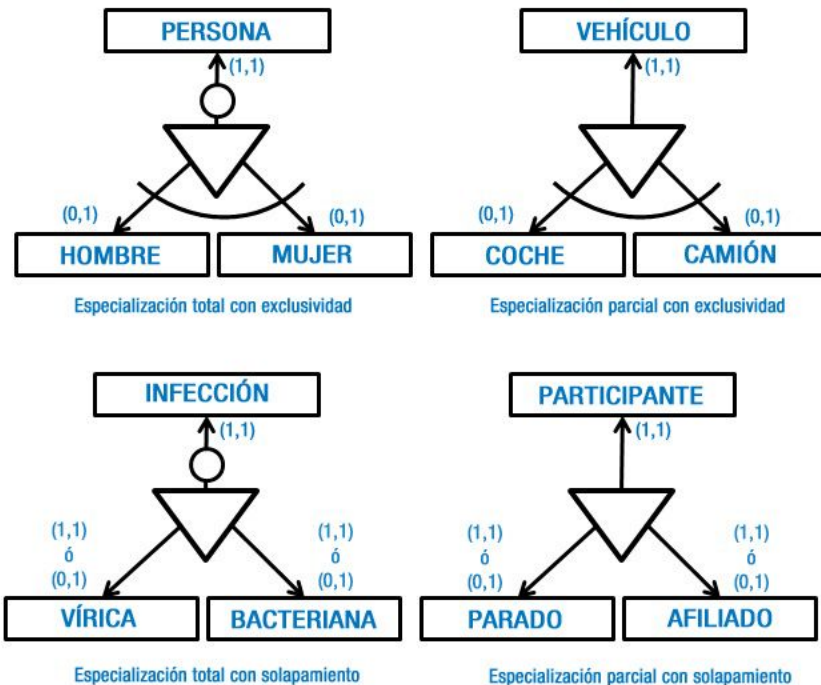 PERSONA
(1,1)
(0,1)
(0,1)
HOMBRE
MUJER
Especialización total con exclusividad
VEHÍCULO
(1,1)
(0,1)
(0,1)
COCHE
CAMIÓN
Especialización parcial con exclusividad
INFECCIÓN
(1,1)
(1,1)
ó
(0,1)
(1,1)
ó
(0,1)
VÍRICA
BACTERIANA
Especialización total con solapamiento
PARTICIPANTE
(1,1)
(1,1)
ó
(0,1)
(1,1)
ó
(0,1)
PARADO
AFILIADO
Especialización parcial con solapamiento